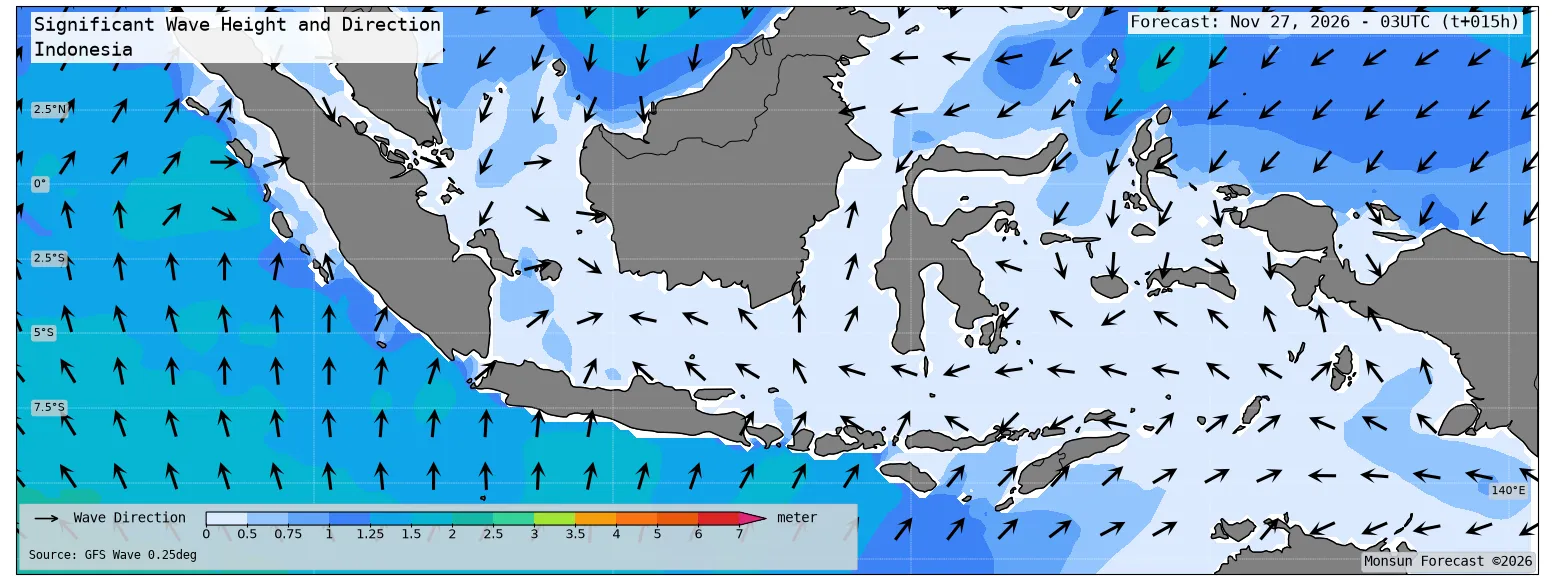 Significant Wave Height and Direction
Indonesia
Forecast: Nov 27, 2026 - 03UTC (t+015h)
2.5°N
0°
2.5°S
5°S
7.5°S
140°E
Wave Direction
meter
0 0.5 0.75 1 1.25 1.5 2 2.5 3 3.5 4 5 6 7
Source: GFS Wave 0.25deg
Monsun Forecast ©2026